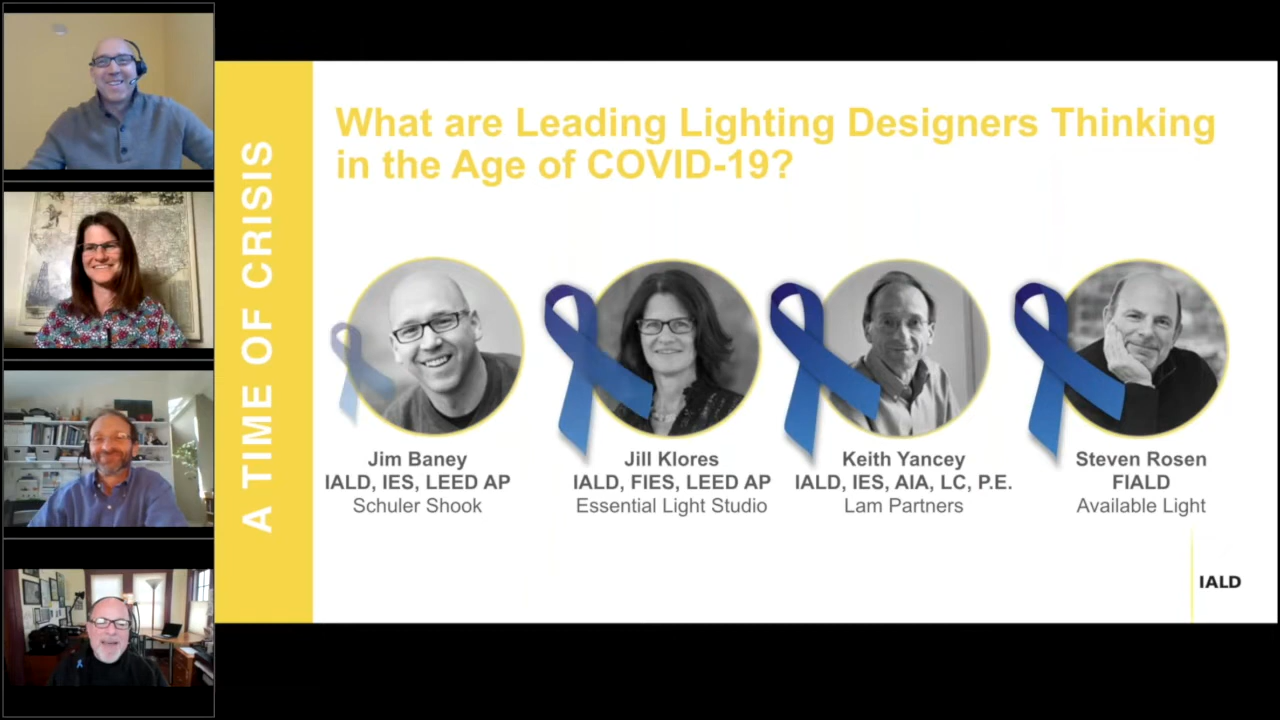 A TIME OF CRISIS
What are Leading Lighting Designers Thinking
in the Age of COVID-19?
Jim Baney
IALD, IES, LEED AP
Schuler Shook
Jill Klores
IALD, FIES, LEED AP
Essential Light Studio
Keith Yancey
IALD, IES, AIA, LC, P.E.
Lam Partners
Steven Rosen
FIALD
Available Light
IALD